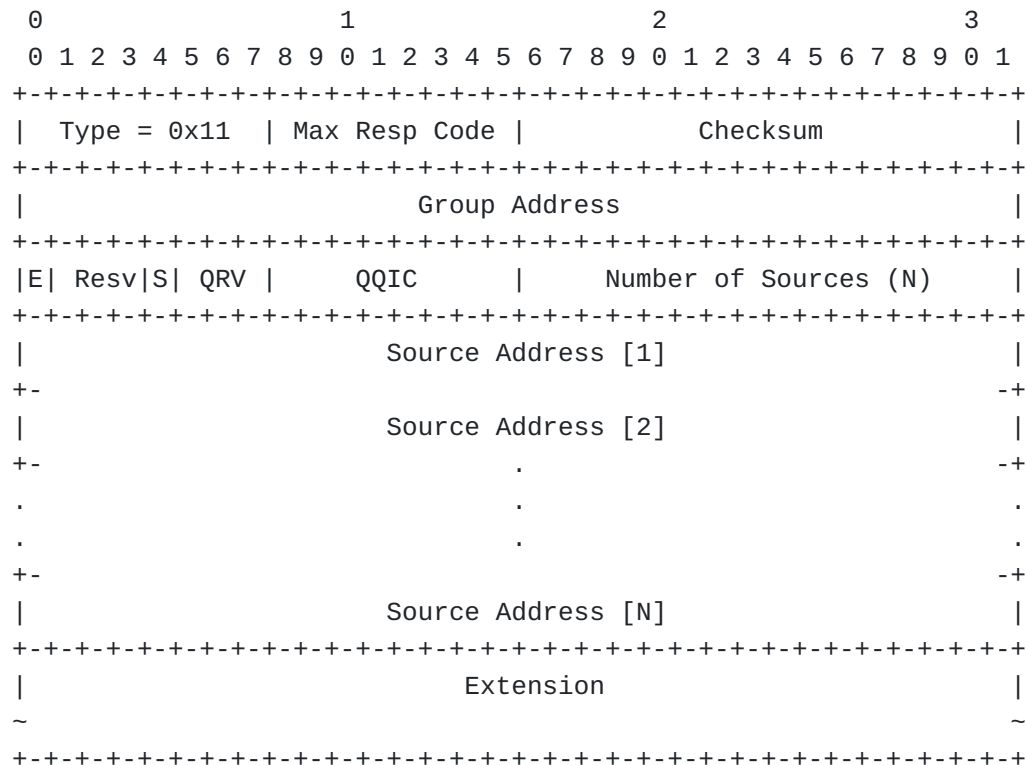 0                   1                   2                   3
 0 1 2 3 4 5 6 7 8 9 0 1 2 3 4 5 6 7 8 9 0 1 2 3 4 5 6 7 8 9 0 1
+-+-+-+-+-+-+-+-+-+-+-+-+-+-+-+-+-+-+-+-+-+-+-+-+-+-+-+-+-+-+-+-+
|  Type = 0x11  | Max Resp Code |           Checksum            |
+-+-+-+-+-+-+-+-+-+-+-+-+-+-+-+-+-+-+-+-+-+-+-+-+-+-+-+-+-+-+-+-+
|                         Group Address                         |
+-+-+-+-+-+-+-+-+-+-+-+-+-+-+-+-+-+-+-+-+-+-+-+-+-+-+-+-+-+-+-+-+
|E| Resv|S| QRV |     QQIC      |     Number of Sources (N)     |
+-+-+-+-+-+-+-+-+-+-+-+-+-+-+-+-+-+-+-+-+-+-+-+-+-+-+-+-+-+-+-+-+
|                       Source Address [1]                      |
+-                                                             -+
|                       Source Address [2]                      |
+-                              .                              -+
.                               .                               .
.                               .                               .
+-                                                             -+
|                       Source Address [N]                      |
+-+-+-+-+-+-+-+-+-+-+-+-+-+-+-+-+-+-+-+-+-+-+-+-+-+-+-+-+-+-+-+-+
|                            Extension                          |
~                                                               ~
+-+-+-+-+-+-+-+-+-+-+-+-+-+-+-+-+-+-+-+-+-+-+-+-+-+-+-+-+-+-+-+-+